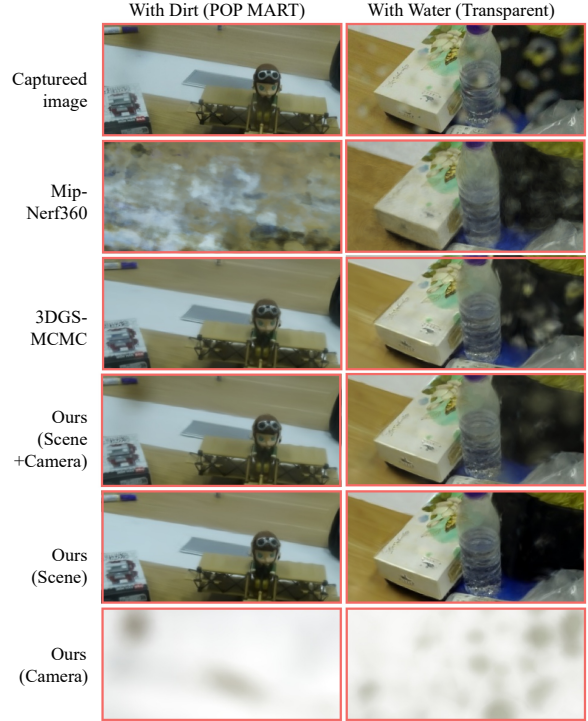 With Dirt (POP MART)
With Water (Transparent)
Captureed
image
Mip-
Nerf360
3DGS-
MCMC
Ours
(Scene
+Camera)
Ours
(Scene)
Ours
(Camera)